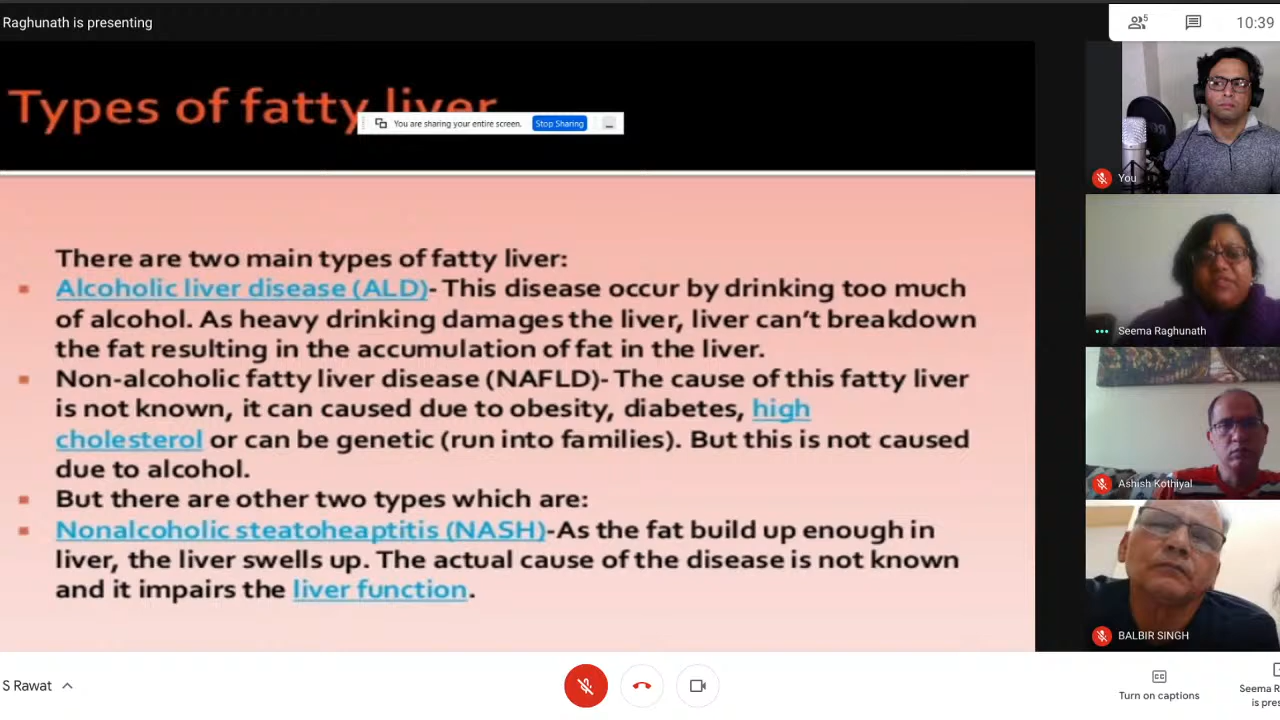 Raghunath is presenting
5
10:39
Types of fatty liver
You are sharing your entire screen.
Stop Sharing
There are two main types of fatty liver:
Alcoholic liver disease (ALD)- This disease occur by drinking too much
of alcohol. As heavy drinking damages the liver, liver can't breakdown
the fat resulting in the accumulation of fat in the liver.
Non-alcoholic fatty liver disease (NAFLD)- The cause of this fatty liver
is not known, it can caused due to obesity, diabetes, high
cholesterol or can be genetic (run into families). But this is not caused
due to alcohol.
But there are other two types which are:
Nonalcoholic steatoheaptitis (NASH)-As the fat build up enough in
liver, the liver swells up. The actual cause of the disease is not known
and it impairs the liver function.
You
Seema Raghunath
Ashish Kothiyal
BALBIR SINGH
S Rawat
CC
Turn on captions
Seema R
is pres